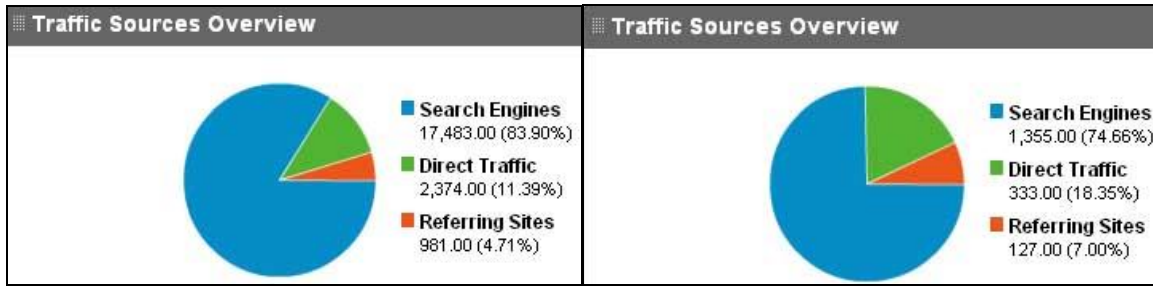 Traffic Sources Overview
Search Engines
17,483.00 (83.90%)
Direct Traffic
2,374.00 (11.39%)
Referring Sites
981.00 (4.71%)
Traffic Sources Overview
Search Engines
1,355.00 (74.66%)
Direct Traffic
333.00 (18.35%)
Referring Sites
127.00 (7.00%)